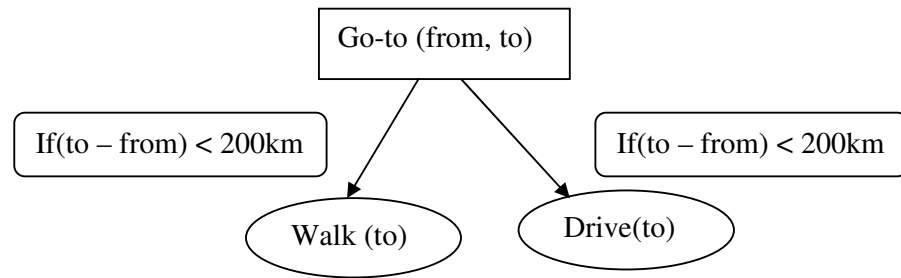 Go-to (from, to)
If(to – from) < 200km
If(to – from) < 200km
Walk (to)
Drive(to)